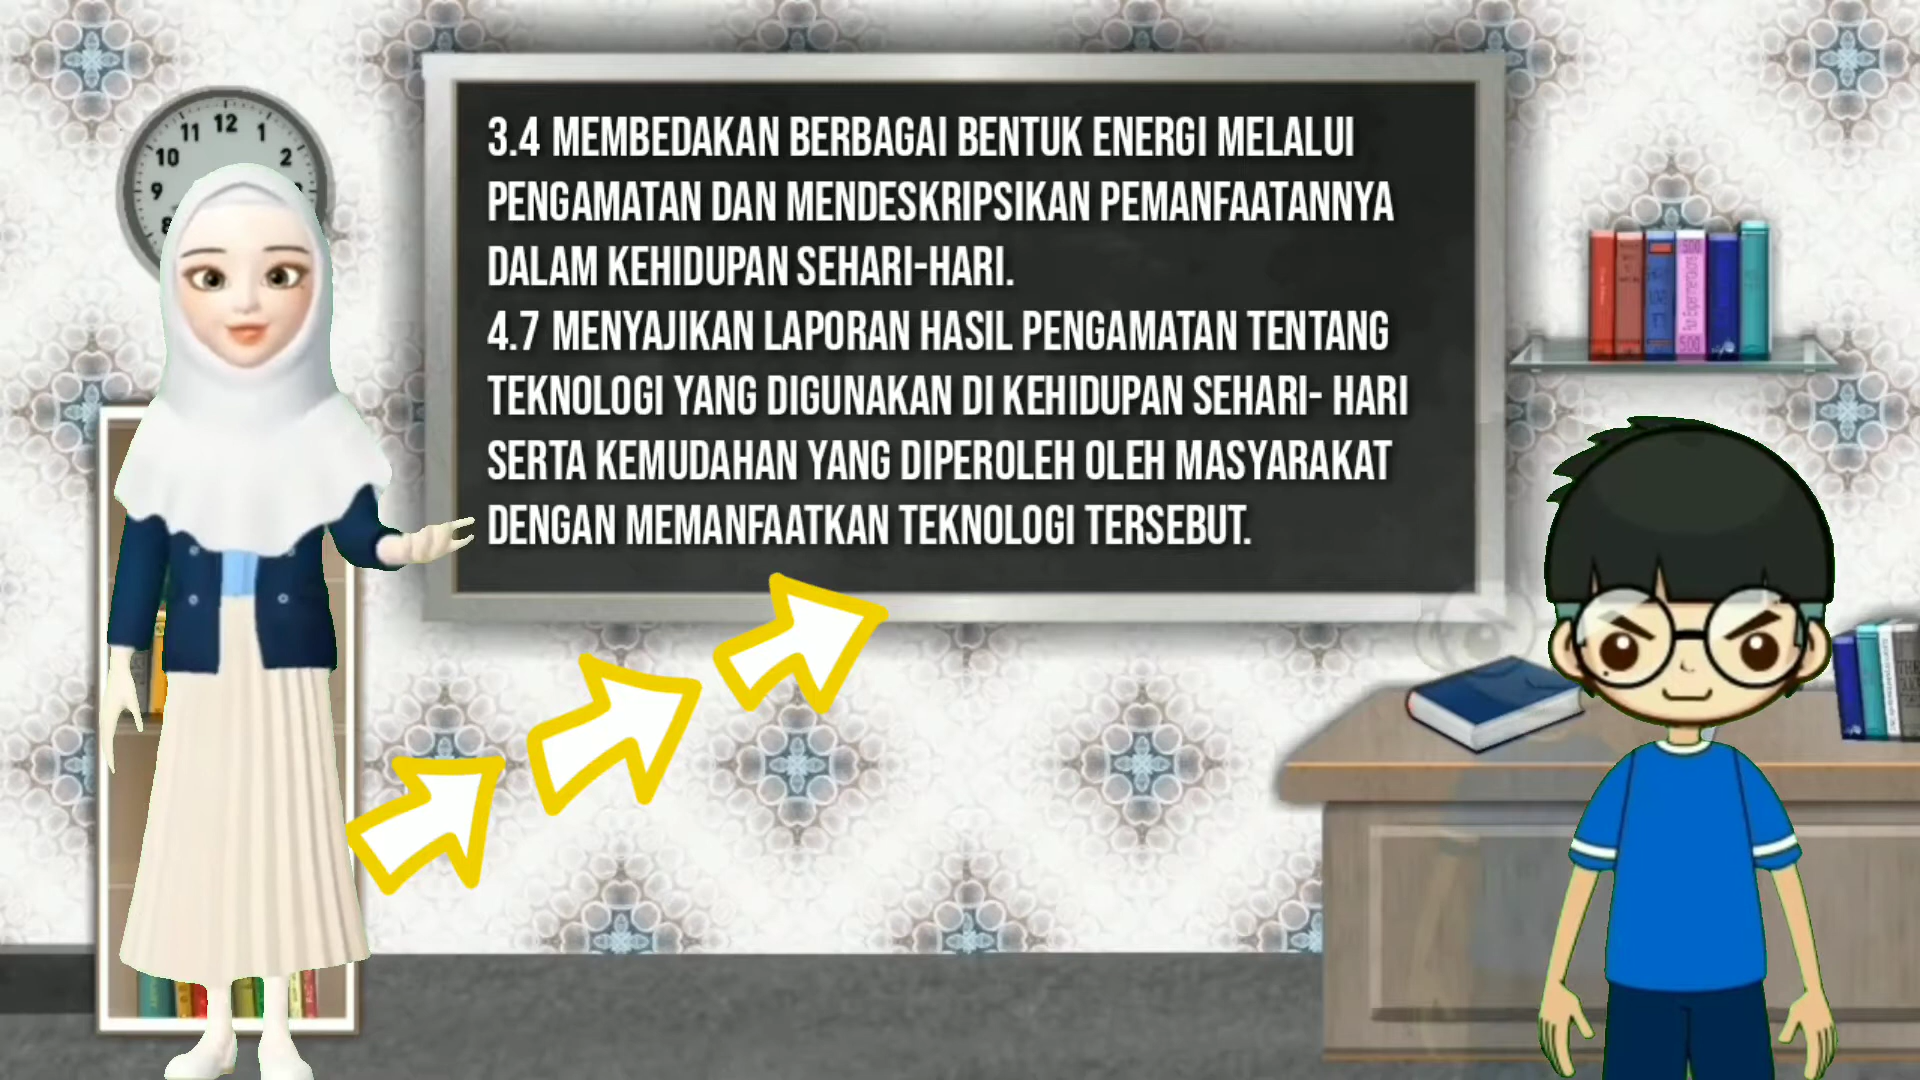 3.4 MEMBEDAKAN BERBAGAI BENTUK ENERGI MELALUI
PENGAMATAN DAN MENDESKRIPSIKAN PEMANFAATANNYA
DALAM KEHIDUPAN SEHARI-HARI.
4.7 MENYAJIKAN LAPORAN HASIL PENGAMATAN TENTANG
TEKNOLOGI YANG DIGUNAKAN DI KEHIDUPAN SEHARI- HARI
SERTA KEMUDAHAN YANG DIPEROLEH OLEH MASYARAKAT
DENGAN MEMANFAATKAN TEKNOLOGI TERSEBUT.
11 12 1
10 2
9
500
500